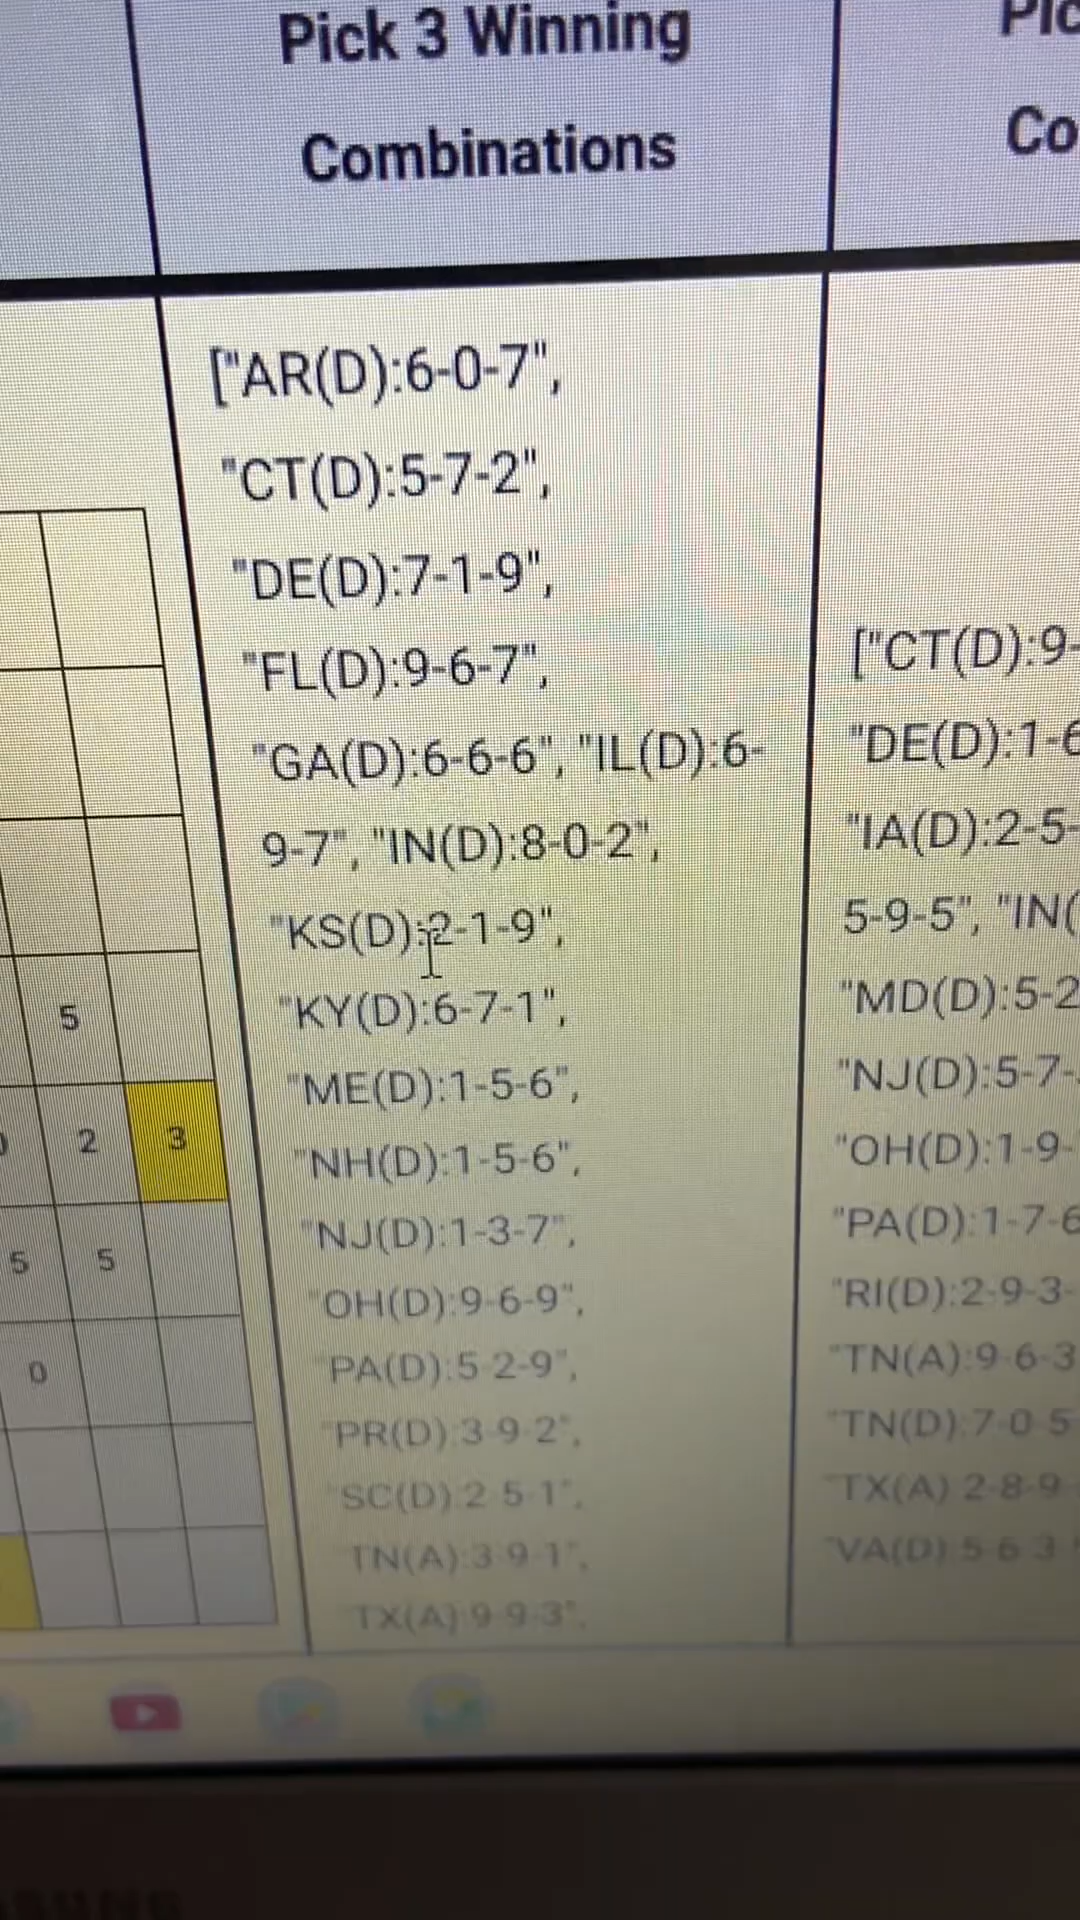 Pick 3 Winning
Combinations
["AR(D):6-0-7",
"CT(D):5-7-2",
"DE(D):7-1-9",
"FL(D):9-6-7",
"GA(D):6-6-6", "IL(D):6-
9-7", "IN(D):8-0-2",
"KS(D):2-1-9",
"KY(D):6-7-1",
"ME(D):1-5-6",
"NH(D):1-5-6",
"NJ(D):1-3-7",
"OH(D):9-6-9",
"PA(D):5-2-9",
"PR(D):3-9-2",
"SC(D):2-5-1",
"TN(A):3-9-1",
"TX(A):9-9-3",
Co
["CT(D):9-
"DE(D):1-6
"IA(D):2-5-
5-9-5", "IN(
"MD(D):5-2
"NJ(D):5-7-
"OH(D):1-9-
"PA(D):1-7-6
"RI(D):2-9-3-
"TN(A):9-6-3
"TN(D):7-0-5
"TX(A):2-8-9
"VA(D):5-6-3
5
2 3
5 5
0